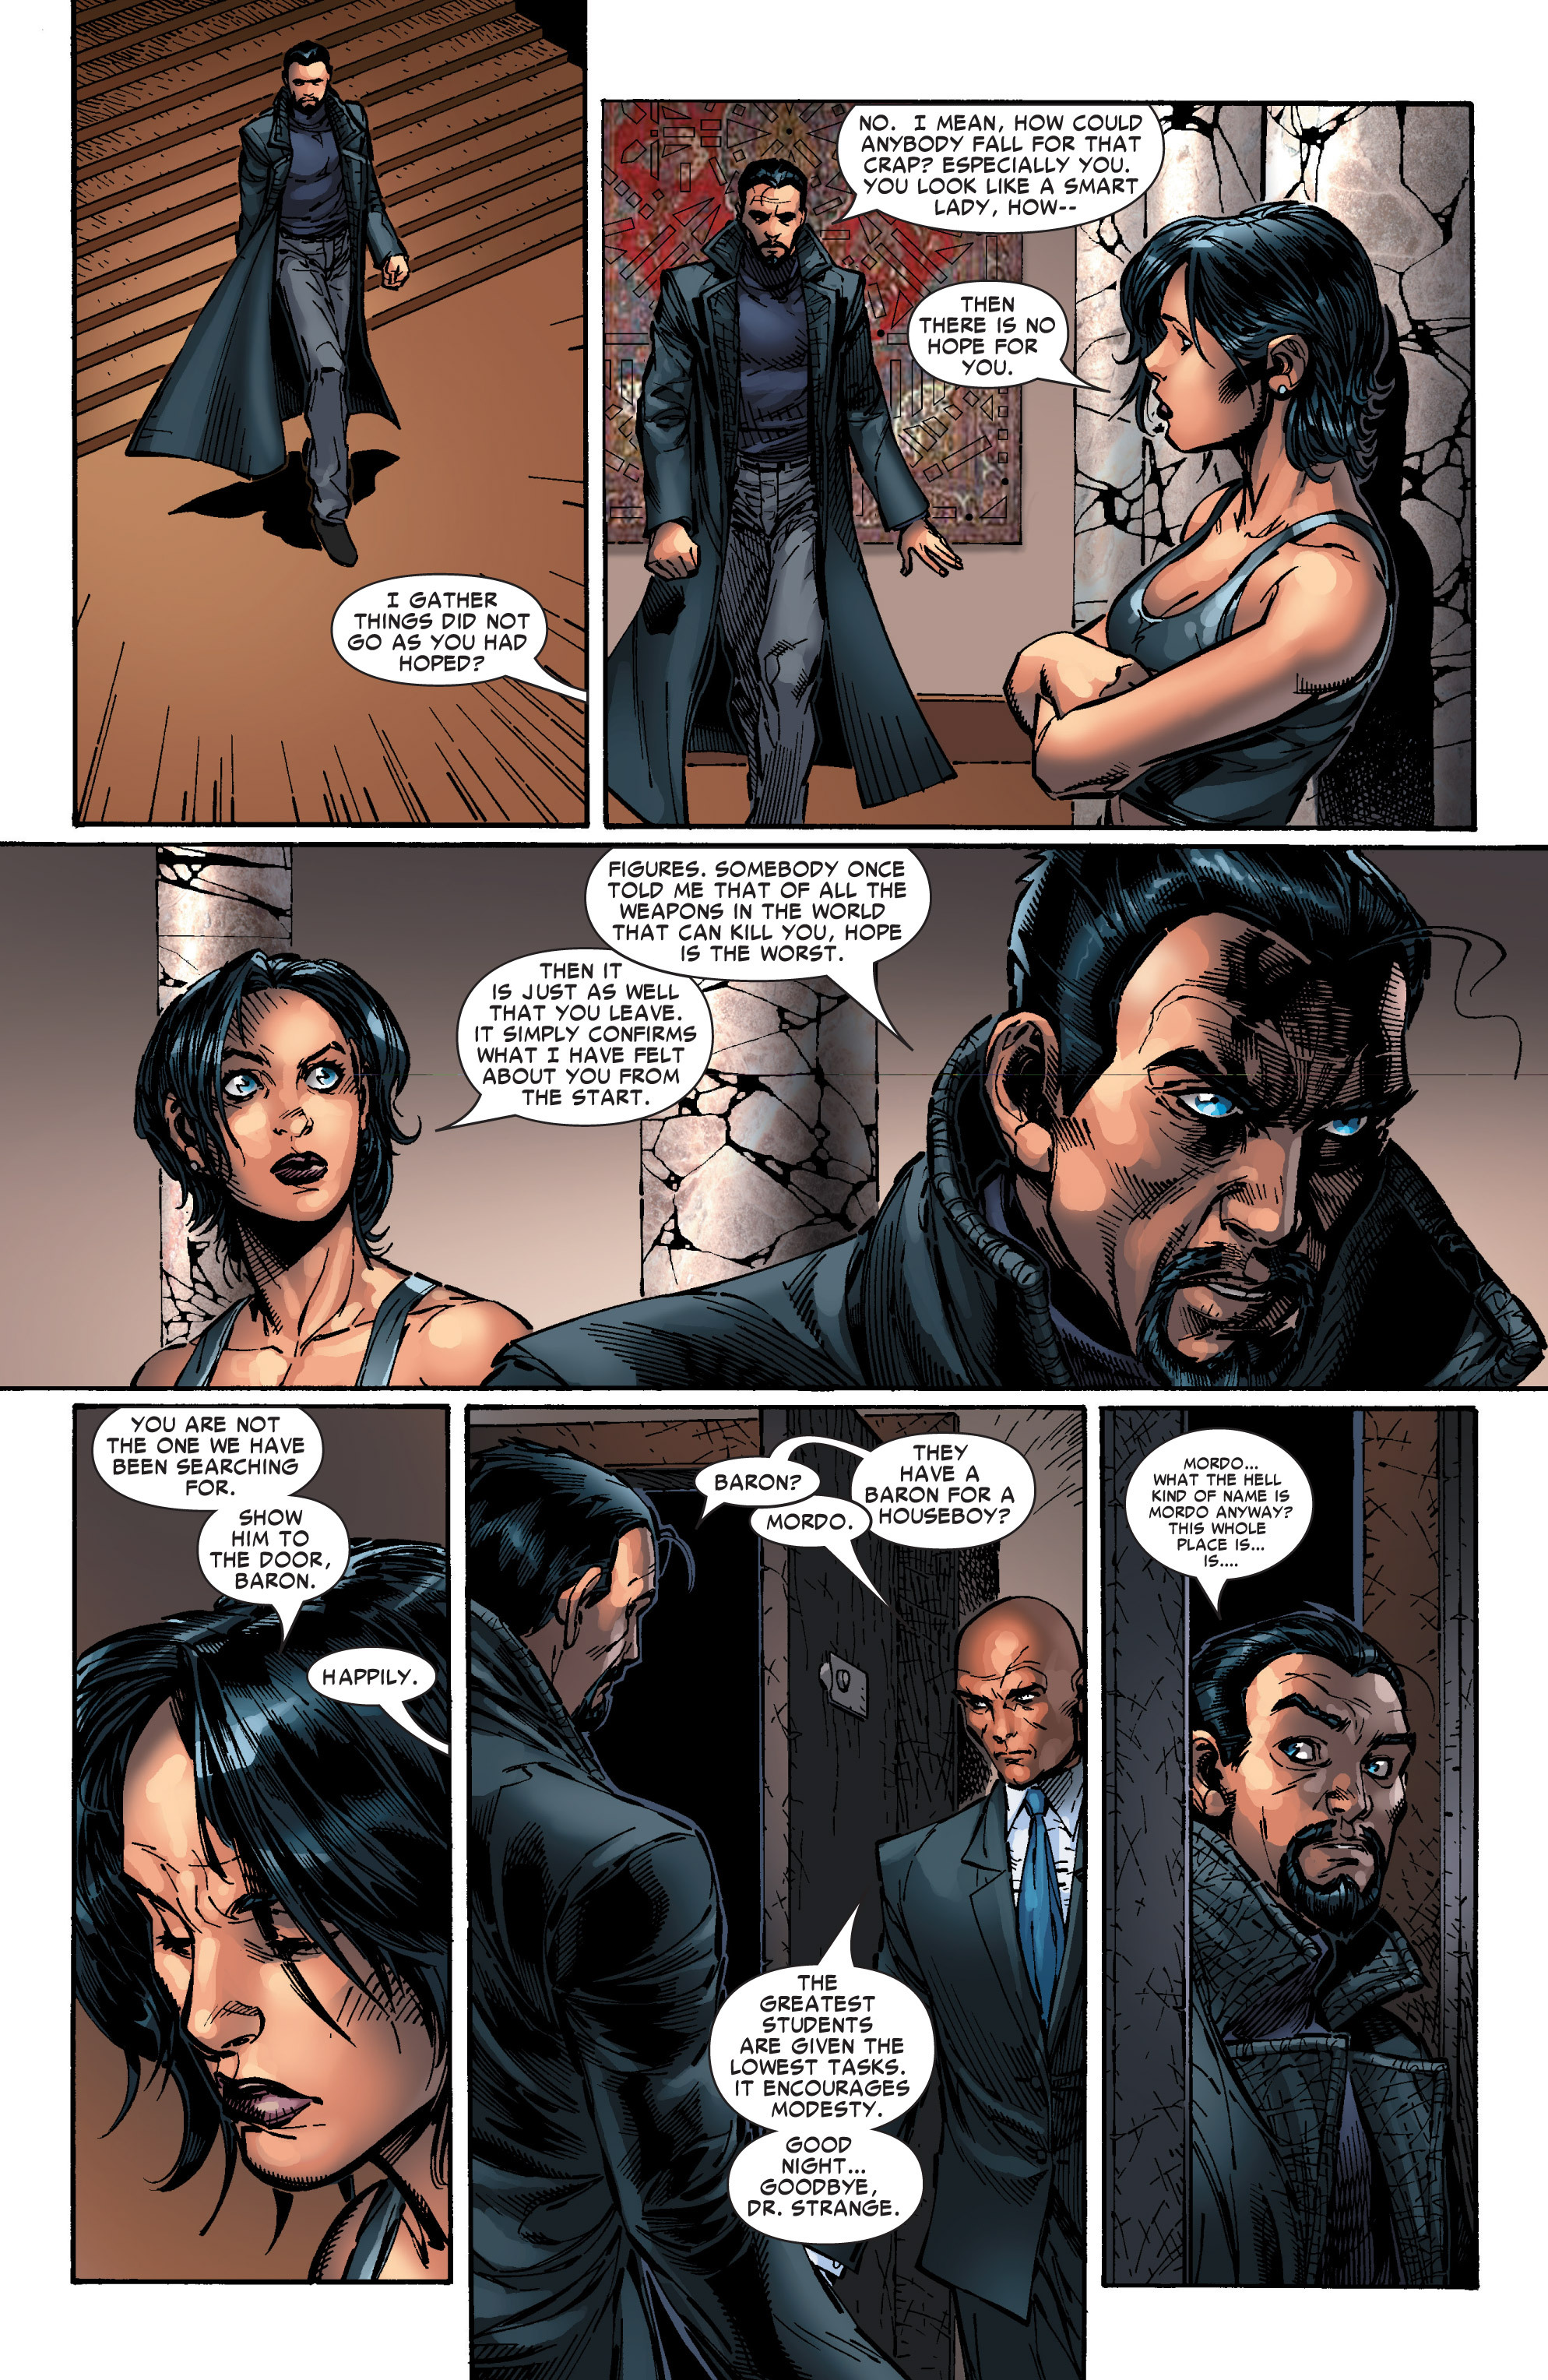 I GATHER
THINGS DID NOT
GO AS YOU HAD
HOPED?
NO. I MEAN, HOW COULD
ANYBODY FALL FOR THAT
CRAP? ESPECIALLY YOU.
YOU LOOK LIKE A SMART
LADY, HOW--
THEN
THERE IS NO
HOPE FOR
YOU.
FIGURES. SOMEBODY ONCE
TOLD ME THAT OF ALL THE
WEAPONS IN THE WORLD
THAT CAN KILL YOU, HOPE
IS THE WORST.
THEN IT
IS JUST AS WELL
THAT YOU LEAVE.
IT SIMPLY CONFIRMS
WHAT I HAVE FELT
ABOUT YOU FROM
THE START.
YOU ARE NOT
THE ONE WE HAVE
BEEN SEARCHING
FOR.
SHOW
HIM TO
THE DOOR,
BARON.
HAPPILY.
BARON?
THEY
HAVE A
BARON FOR A
HOUSEBOY?
MORDO.
THE
GREATEST
STUDENTS
ARE GIVEN THE
LOWEST TASKS.
IT ENCOURAGES
MODESTY.
GOOD
NIGHT...
GOODBYE,
DR. STRANGE.
MORDO...
WHAT THE HELL
KIND OF NAME IS
MORDO ANYWAY?
THIS WHOLE
PLACE IS...
IS....